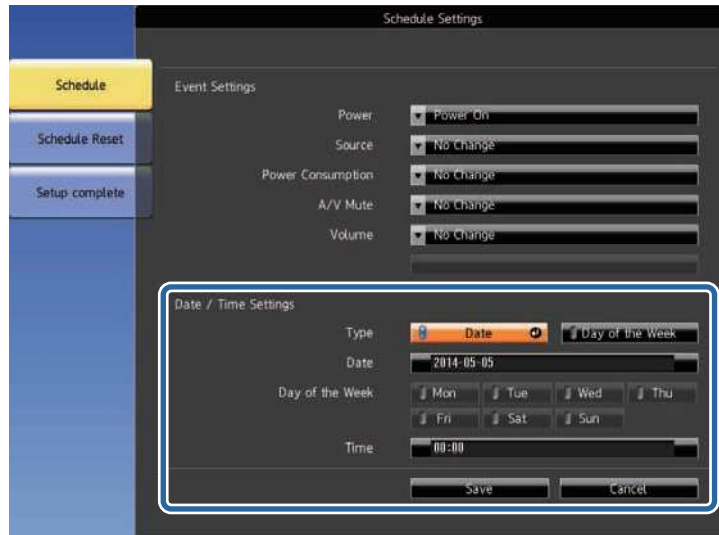 Schedule Settings
Schedule
Schedule Reset
Setup complete
Event Settings
Power Power On
Source No Change
Power Consumption No Change
A/V Mute No Change
Volume No Change
Date / Time Settings
Type Date Day of the Week
Date 2014-05-05
Day of the Week Mon Tue Wed Thu
Fri Sat Sun
Time 00:00
Save Cancel